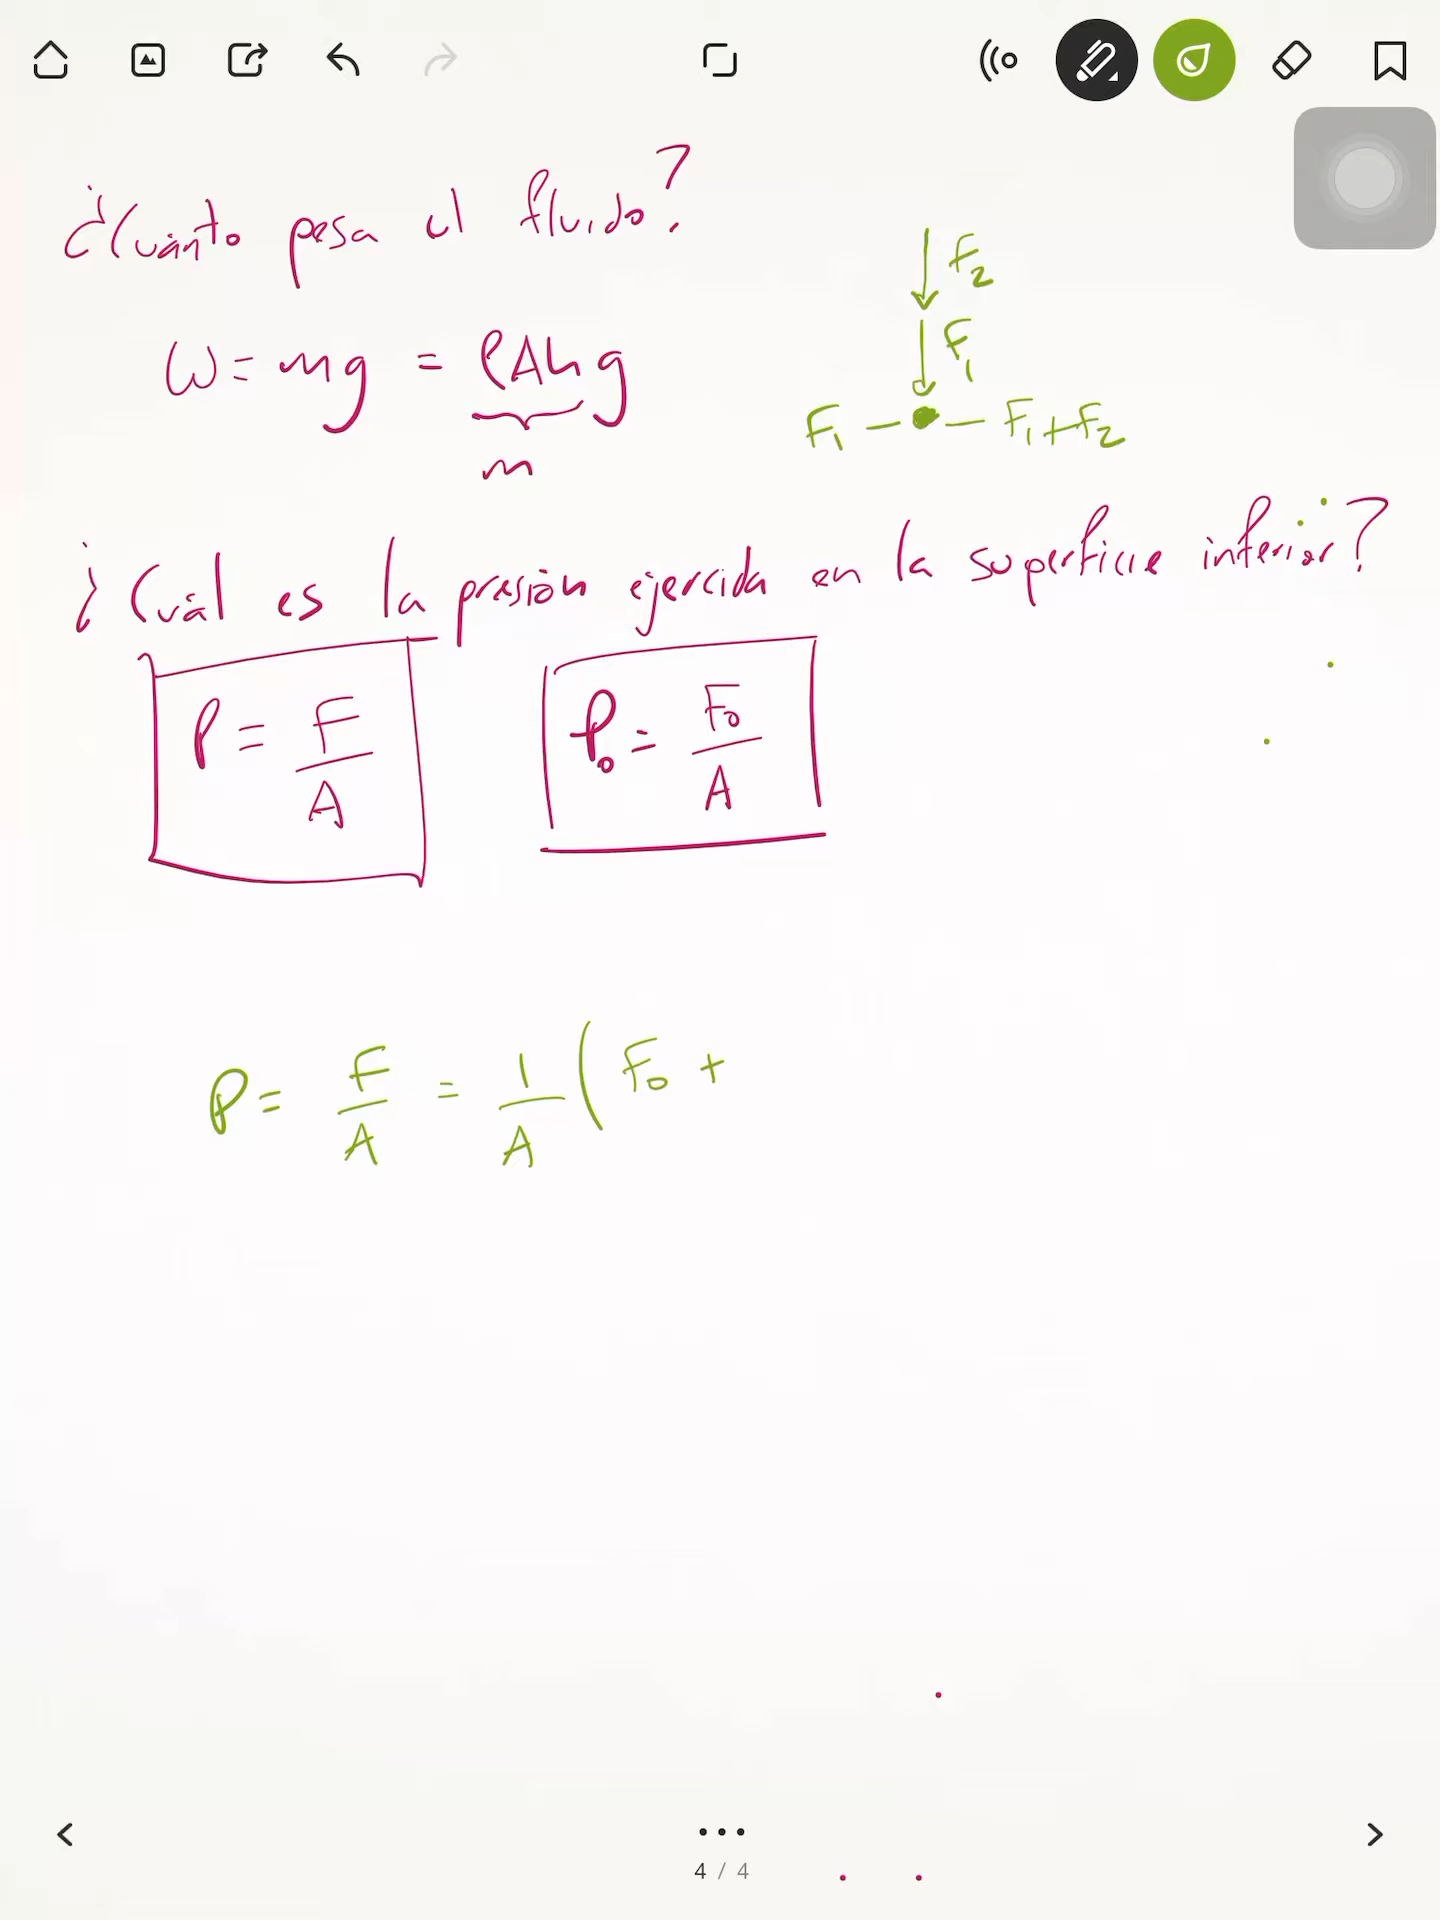 ¿Cuánto pesa el fluido?
F₂
F₁
W = mg = ρAhg
m
F₁ — — F₁+F₂
¿Cuál es la presión ejercida en la superficie inferior?
P = F/A
P₀ = F₀/A
P = F/A = 1/A ( F₀ +
4 / 4